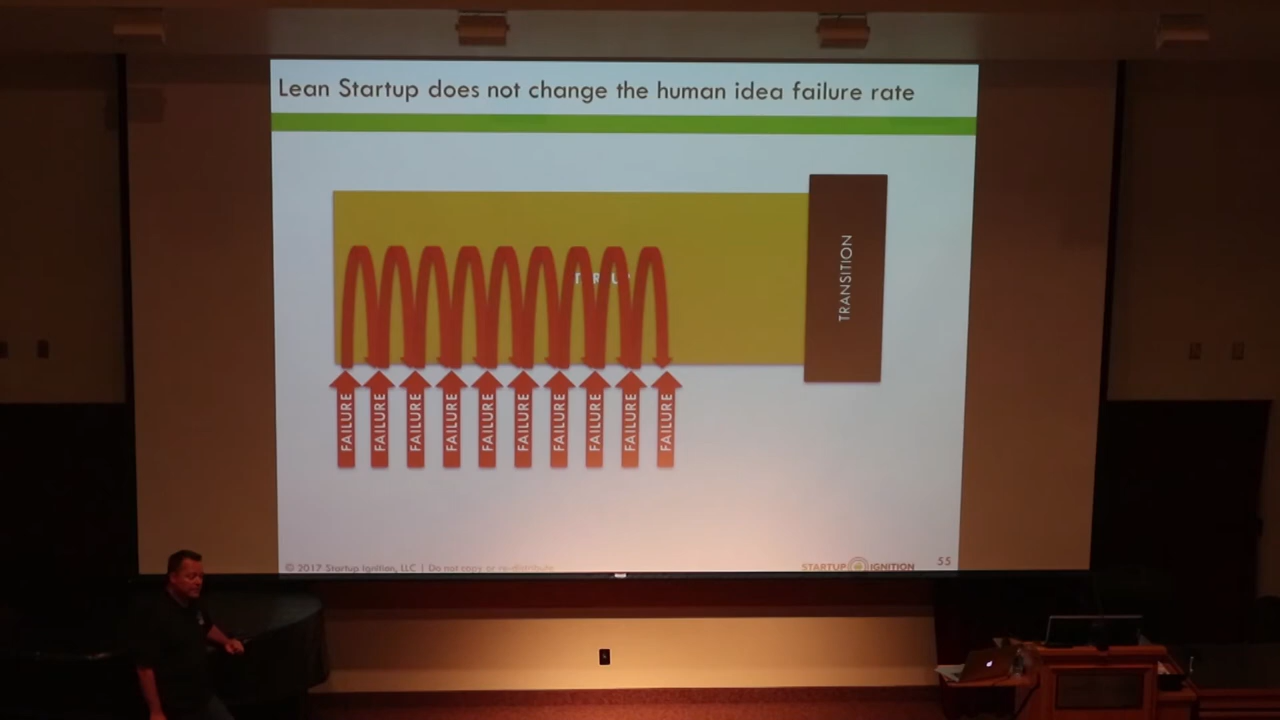 Lean Startup does not change the human idea failure rate
TRANSITION
FAILURE
FAILURE
FAILURE
FAILURE
FAILURE
FAILURE
FAILURE
FAILURE
FAILURE
FAILURE
© 2017 Startup Ignition, LLC | Do not copy or re-distribute
STARTUP IGNITION
55